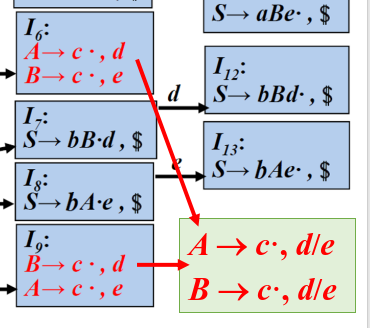 S→ aBe· , $
I6:
A→ c · , d
B→ c · , e
I12:
S→ bBd· , $
d
I7:
S→ bB·d , $
I13:
S→ bAe· , $
e
I8:
S→ bA·e , $
I9:
B→ c · , d
A→ c · , e
A → c·, d/e
B → c·, d/e